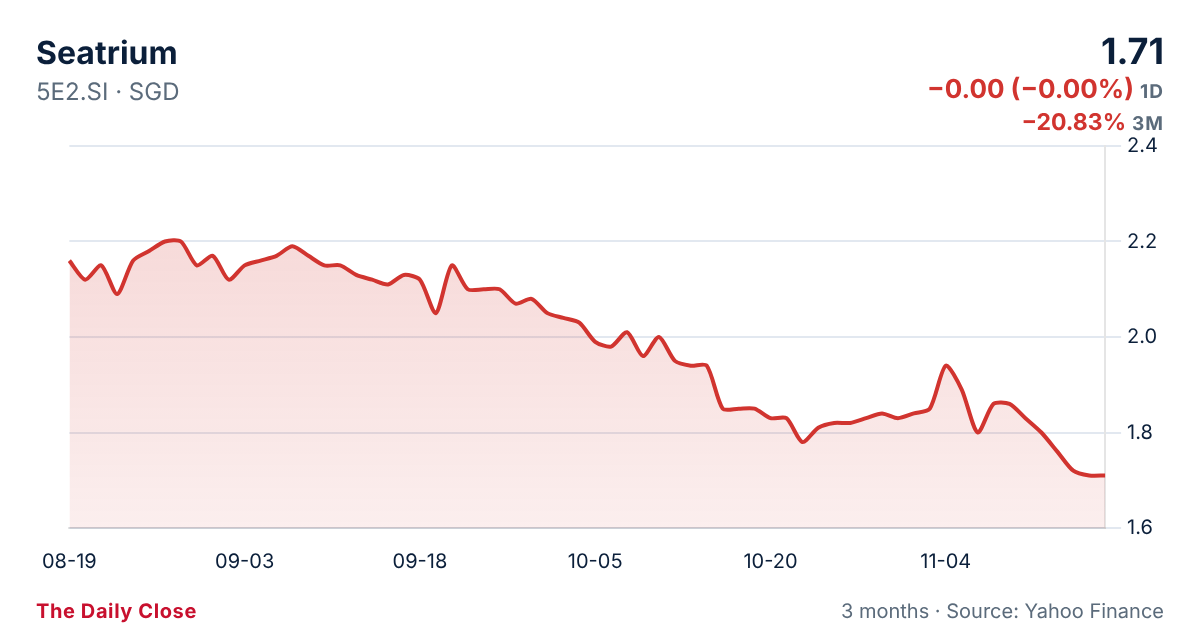 Seatrium
1.71
5E2.SI · SGD
−0.00 (−0.00%) 1D
−20.83% 3M
2.4
2.2
2.0
1.8
1.6
08-19 09-03 09-18 10-05 10-20 11-04
The Daily Close
3 months · Source: Yahoo Finance